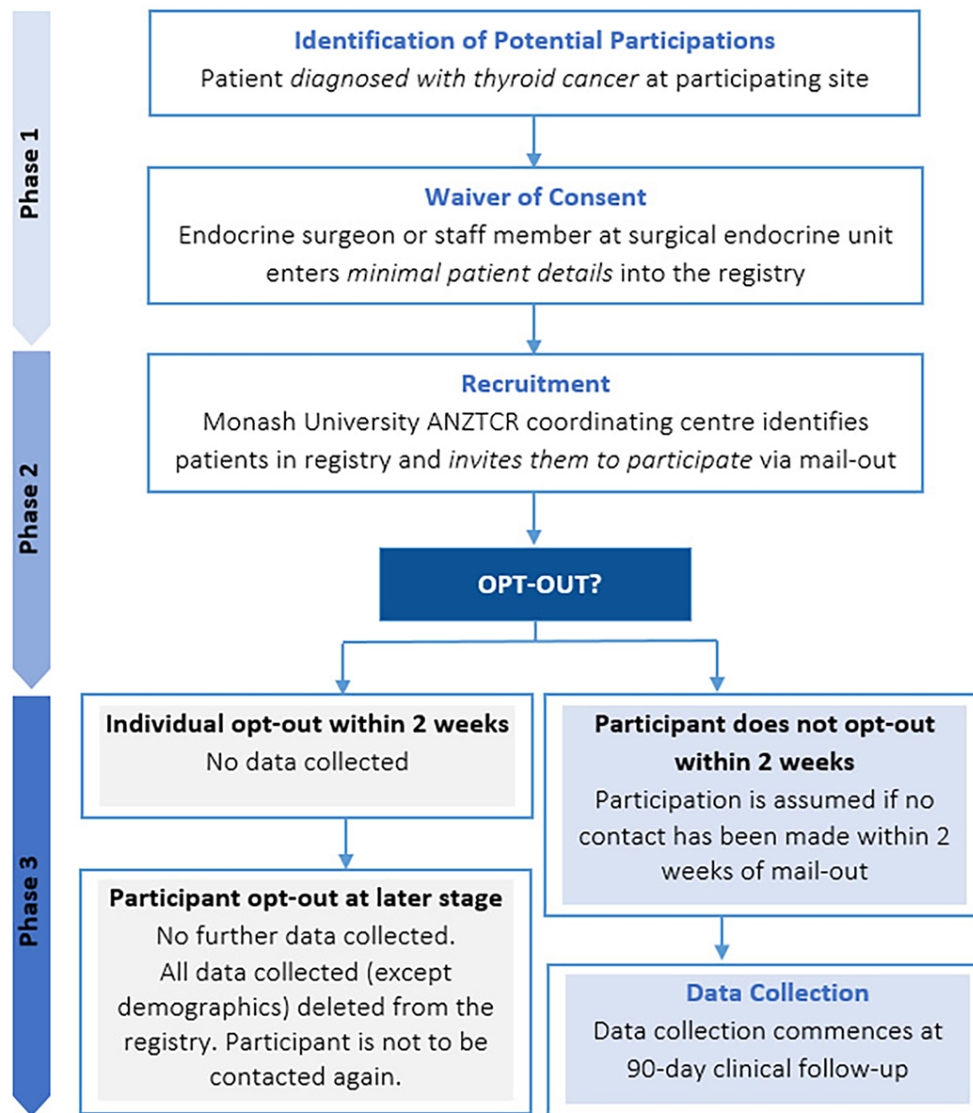 Phase 1
Identification of Potential Participations
Patient diagnosed with thyroid cancer at participating site
Waiver of Consent
Endocrine surgeon or staff member at surgical endocrine unit
enters minimal patient details into the registry
Phase 2
Recruitment
Monash University ANZTCR coordinating centre identifies
patients in registry and invites them to participate via mail-out
OPT-OUT?
Phase 3
Individual opt-out within 2 weeks
No data collected
Participant opt-out at later stage
No further data collected.
All data collected (except
demographics) deleted from the
registry. Participant is not to be
contacted again.
Participant does not opt-out
within 2 weeks
Participation is assumed if no
contact has been made within 2
weeks of mail-out
Data Collection
Data collection commences at
90-day clinical follow-up